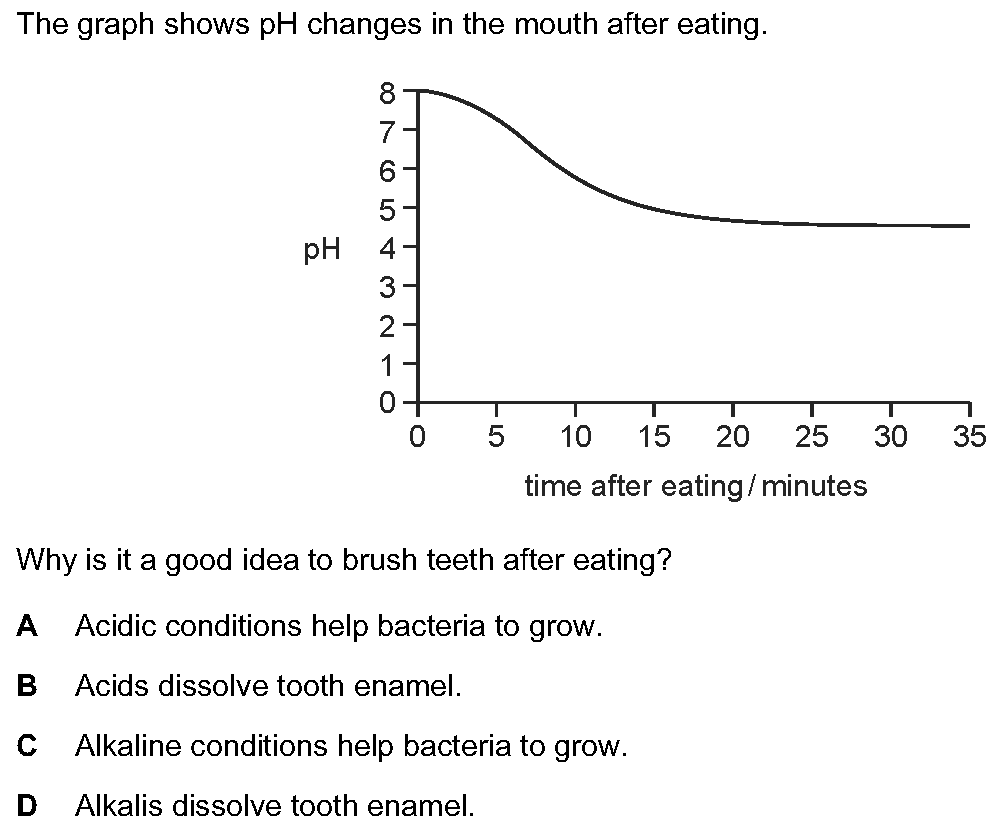 The graph shows pH changes in the mouth after eating.
8
7
6
5
pH 4
3
2
1
0
0 5 10 15 20 25 30 35
time after eating / minutes
Why is it a good idea to brush teeth after eating?
A Acidic conditions help bacteria to grow.
B Acids dissolve tooth enamel.
C Alkaline conditions help bacteria to grow.
D Alkalis dissolve tooth enamel.